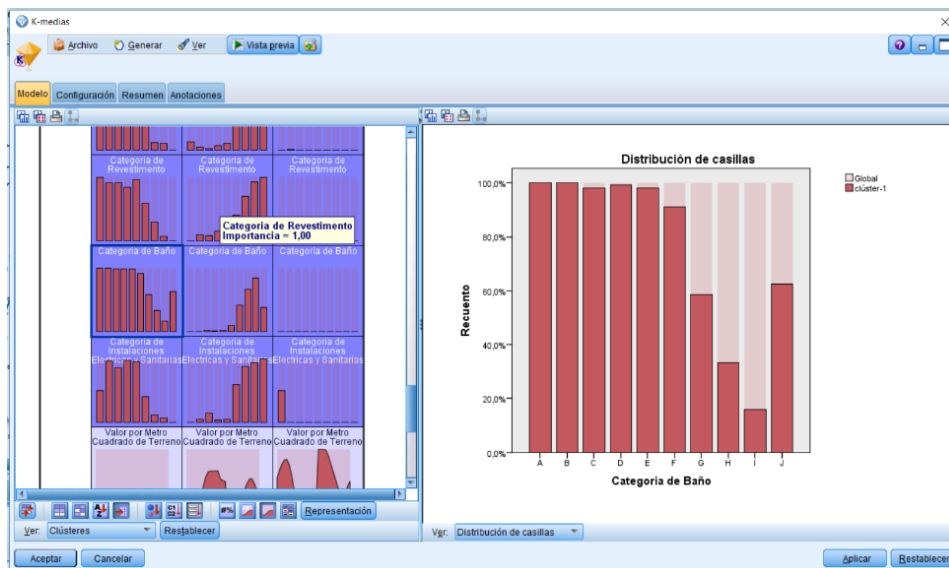 K-medias
Archivo Generar Ver Vista previa
Modelo Configuración Resumen Anotaciones
Categoria de Revestimento Categoria de Revestimento Categoria de Revestimento
Categoria de Revestimento
Importancia = 1,00
Categoria de Baño Categoria de Baño Categoria de Baño
Categoria de Instalaciones Electricas y Sanitarias Categoria de Instalaciones Electricas y Sanitarias Categoria de Instalaciones Electricas y Sanitarias
Valor por Metro Cuadrado de Terreno Valor por Metro Cuadrado de Terreno Valor por Metro Cuadrado de Terreno
Representación
Ver: Clústeres Restablecer
Distribución de casillas
Global
clúster-1
100,0%
80,0%
60,0%
40,0%
20,0%
0,0%
Recuento
A B C D E F G H I J
Categoria de Baño
Ver: Distribución de casillas
Aceptar Cancelar Aplicar Restablecer